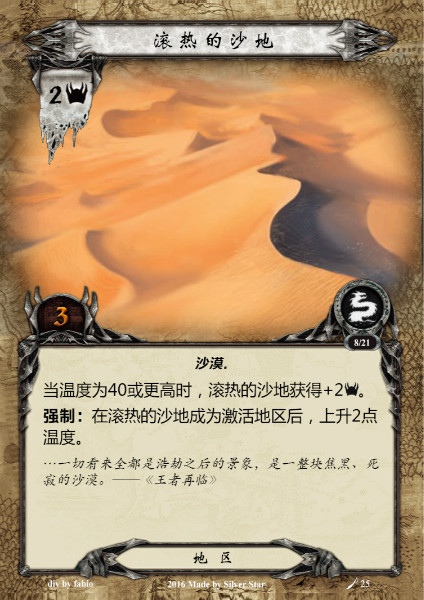 滚热的沙地
2
3
8/21
沙漠.
当温度为40或更高时，滚热的沙地获得+2。
强制：在滚热的沙地成为激活地区后，上升2点
温度。
…一切看来全都是浩劫之后的景象，是一整块焦黑、死
寂的沙漠。——《王者再临》
地 区
diy by fabio
2016 Made by Silver Star
25